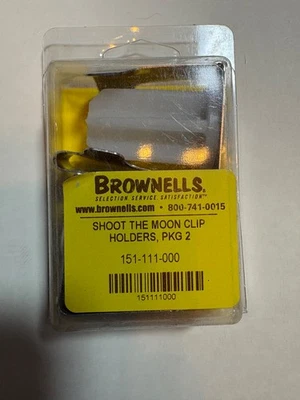 BROWNELLS®
SELECTION. SERVICE. SATISFACTION™
www.brownells.com • 800-741-0015
SHOOT THE MOON CLIP
HOLDERS, PKG 2
151-111-000
151111000